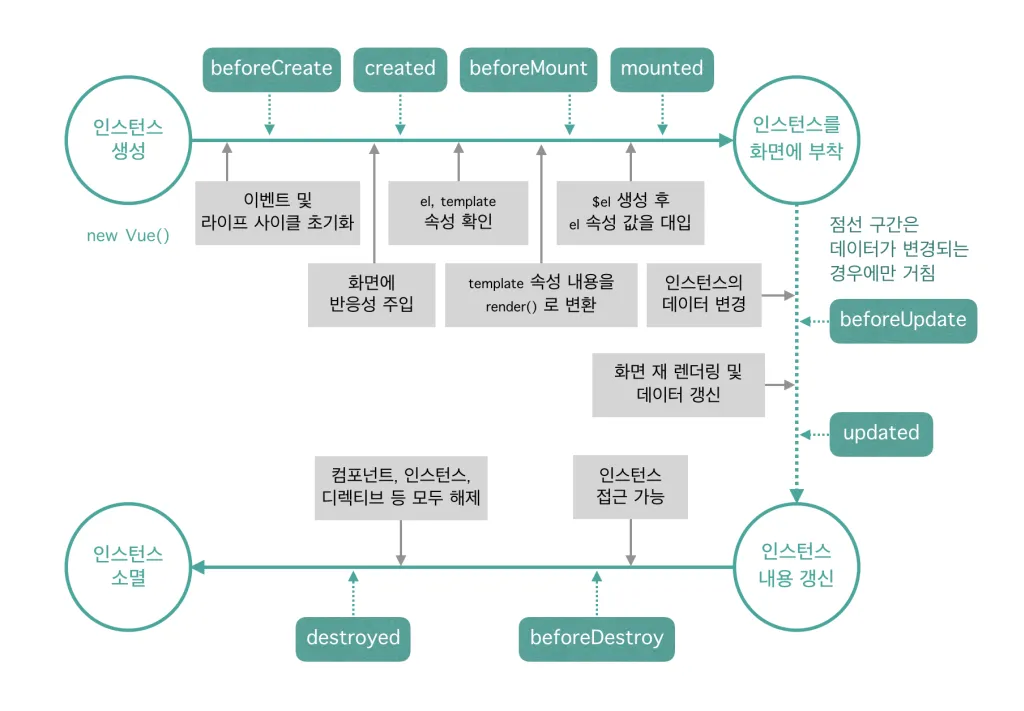 beforeCreate
created
beforeMount
mounted
인스턴스
생성
인스턴스를
화면에 부착
이벤트 및
라이프 사이클 초기화
el, template
속성 확인
$el 생성 후
el 속성 값을 대입
new Vue()
화면에
반응성 주입
template 속성 내용을
render() 로 변환
인스턴스의
데이터 변경
점선 구간은
데이터가 변경되는
경우에만 거침
beforeUpdate
화면 재 렌더링 및
데이터 갱신
updated
컴포넌트, 인스턴스,
디렉티브 등 모두 해제
인스턴스
접근 가능
인스턴스
소멸
인스턴스
내용 갱신
destroyed
beforeDestroy